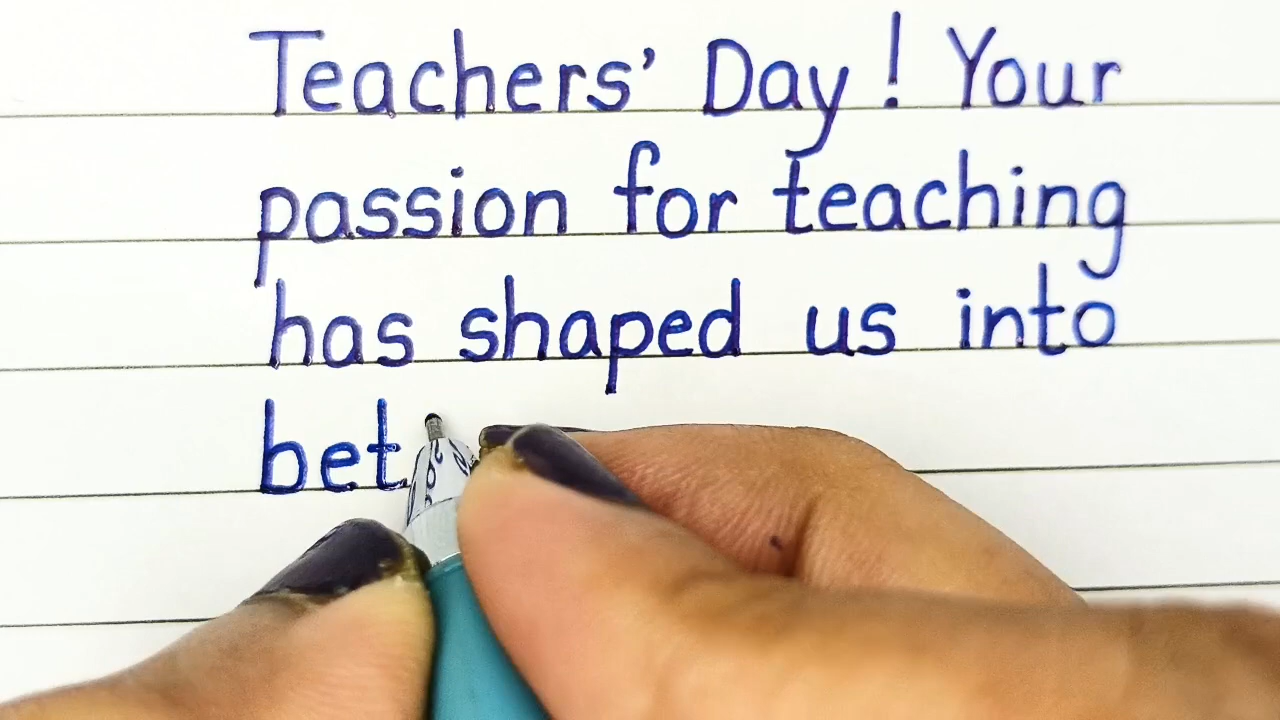 Teachers' Day ! Your
passion for teaching
has shaped us into
bet